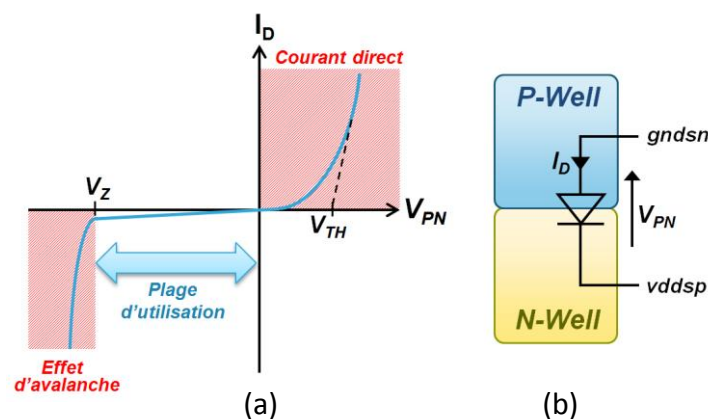 I_D
Courant direct
V_Z
V_TH
V_PN
Plage
d'utilisation
Effet
d'avalanche
(a)
P-Well
gndsn
I_D
V_PN
vddsp
N-Well
(b)